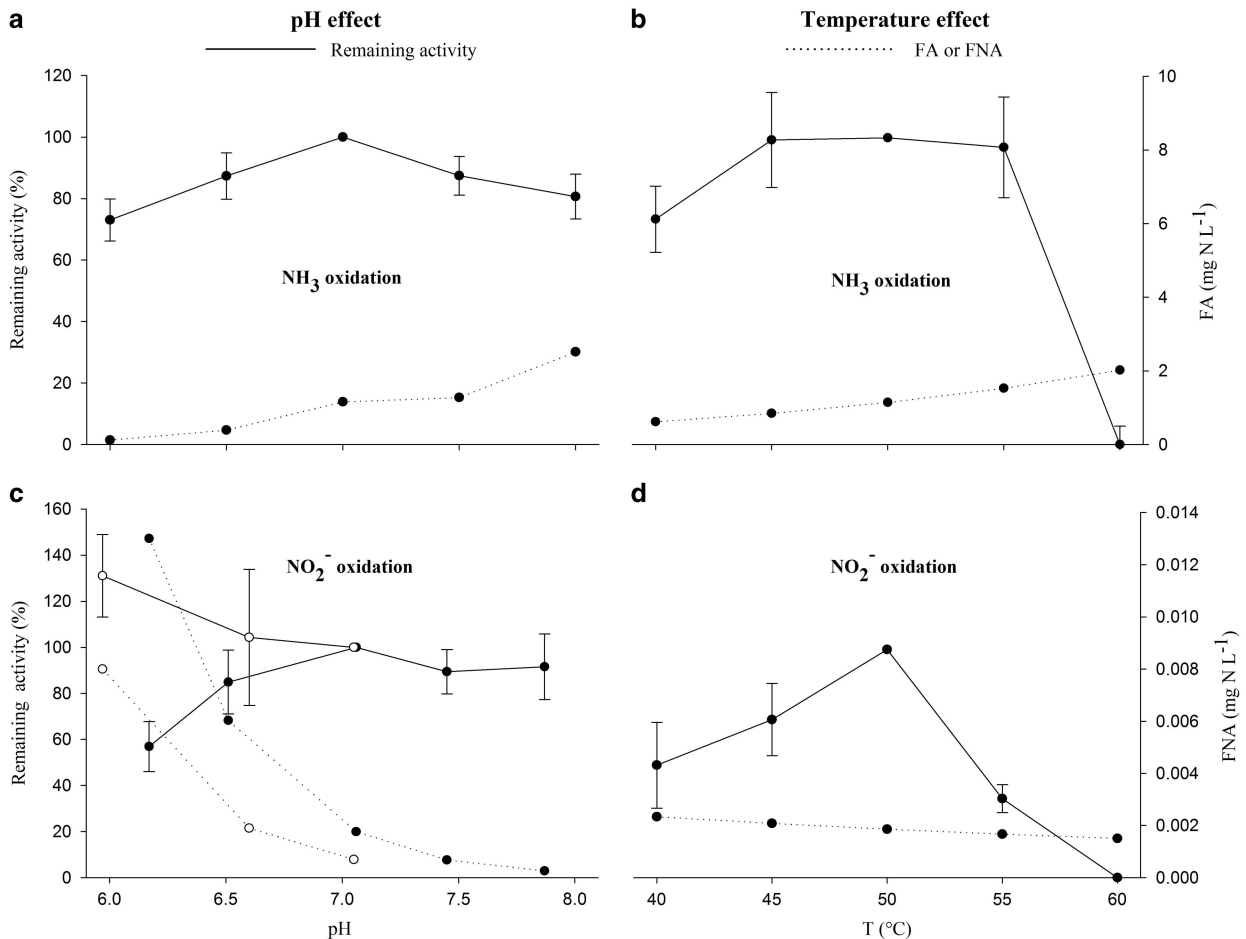 a
pH effect
b
Temperature effect
Remaining activity
FA or FNA
120
100
80
60
40
20
0
Remaining activity (%)
NH3 oxidation
NH3 oxidation
10
8
6
4
2
0
FA (mg N L-1)
c
d
160
140
120
100
80
60
40
20
0
Remaining activity (%)
NO2- oxidation
NO2- oxidation
0.014
0.012
0.010
0.008
0.006
0.004
0.002
0.000
FNA (mg N L-1)
6.0 6.5 7.0 7.5 8.0
pH
40 45 50 55 60
T (°C)